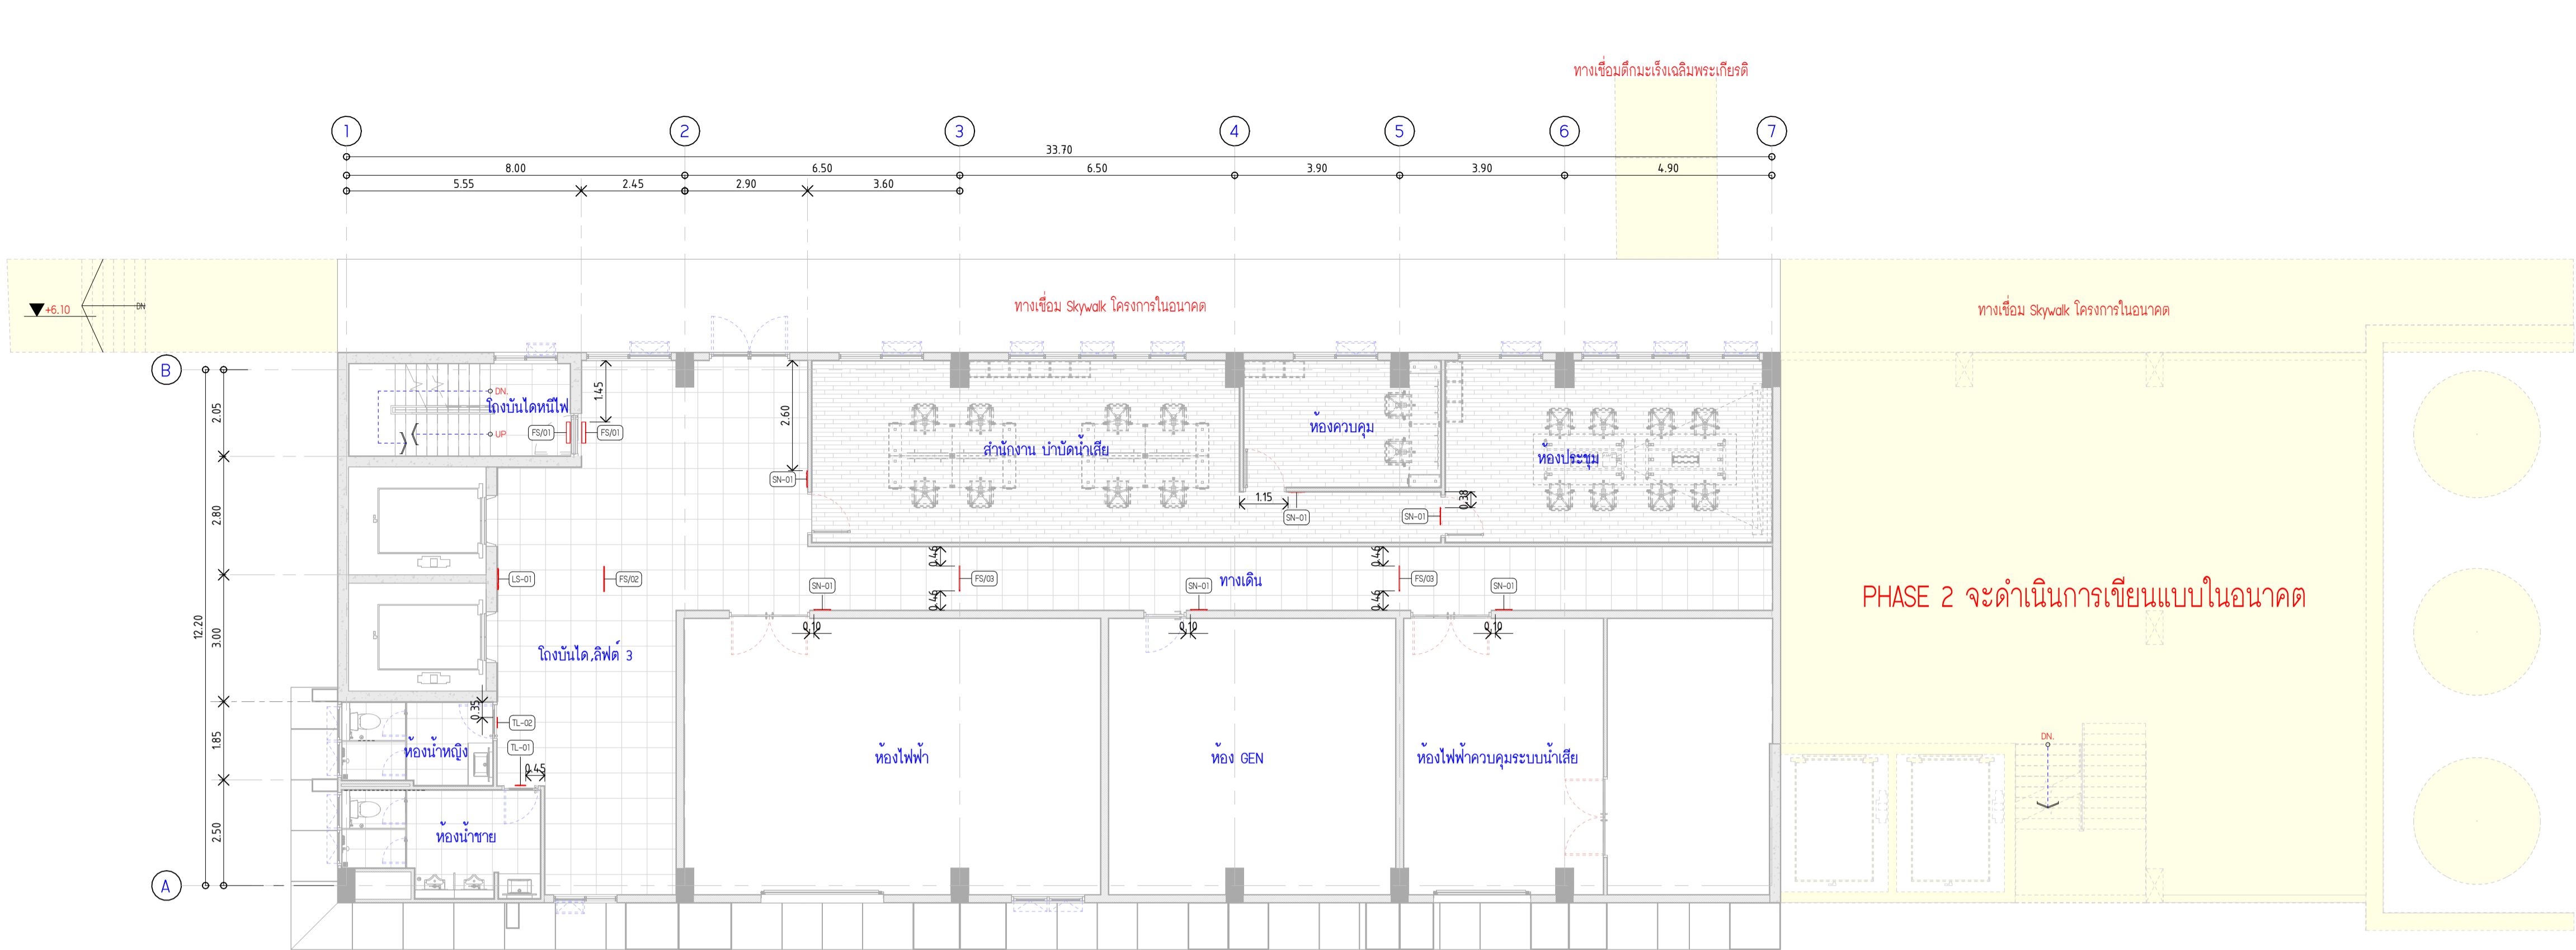 ทางเชื่อมตึกมะเร็งเฉลิมพระเกียรติ
1
2
3
4
5
6
7
33.70
8.00
6.50
6.50
3.90
3.90
4.90
5.55
2.45
2.90
3.60
+6.10
DN
ทางเชื่อม Skywalk โครงการในอนาคต
ทางเชื่อม Skywalk โครงการในอนาคต
B
2.05
2.80
12.20
3.00
1.85
2.50
A
DN.
โถงบันไดหนีไฟ
UP
FS/01
FS/01
1.45
2.60
SN-01
สำนักงาน บำบัดน้ำเสีย
ห้องควบคุม
ห้องประชุม
1.15
SN-01
0.38
SN-01
LS-01
FS/02
SN-01
0.46
0.46
FS/03
SN-01
ทางเดิน
0.46
0.46
FS/03
SN-01
0.10
0.10
0.10
PHASE 2 จะดำเนินการเขียนแบบในอนาคต
โถงบันได,ลิฟต์ 3
0.35
TL-02
TL-01
0.45
ห้องน้ำหญิง
ห้องน้ำชาย
ห้องไฟฟ้า
ห้อง GEN
ห้องไฟฟ้าควบคุมระบบน้ำเสีย
DN.